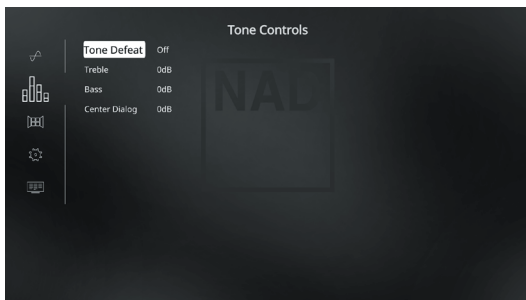 Tone Controls
Tone Defeat Off
Treble 0dB
Bass 0dB
Center Dialog 0dB
NAD